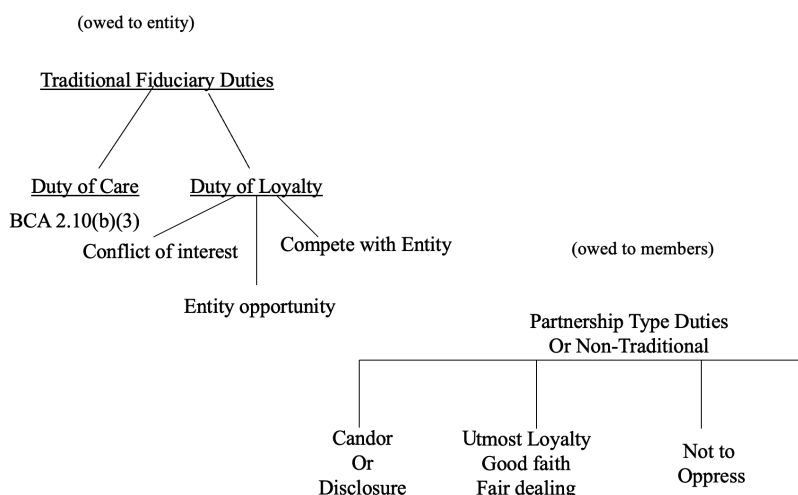 (owed to entity)
Traditional Fiduciary Duties
Duty of Care
Duty of Loyalty
BCA 2.10(b)(3)
Conflict of interest
Compete with Entity
Entity opportunity
(owed to members)
Partnership Type Duties
Or Non-Traditional
Candor
Or
Disclosure
Utmost Loyalty
Good faith
Fair dealing
Not to
Oppress